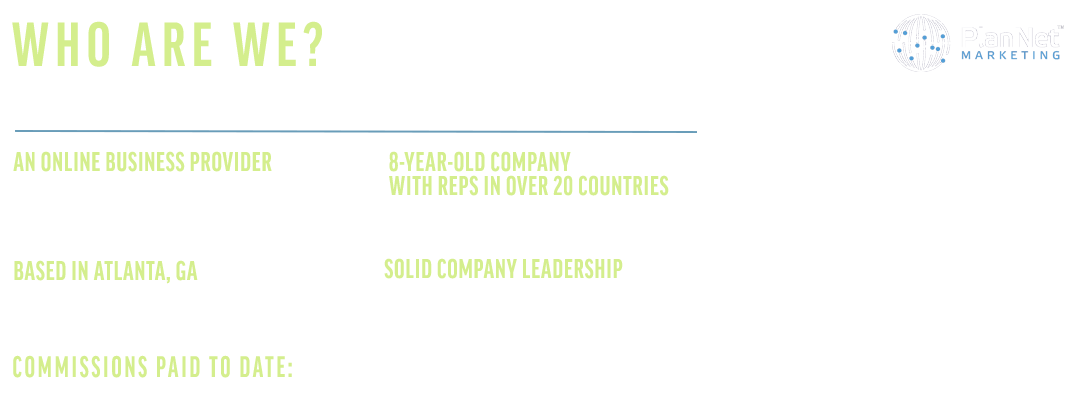 WHO ARE WE?
PlanNet™
MARKETING
AN ONLINE BUSINESS PROVIDER
8-YEAR-OLD COMPANY
WITH REPS IN OVER 20 COUNTRIES
BASED IN ATLANTA, GA
SOLID COMPANY LEADERSHIP
COMMISSIONS PAID TO DATE: